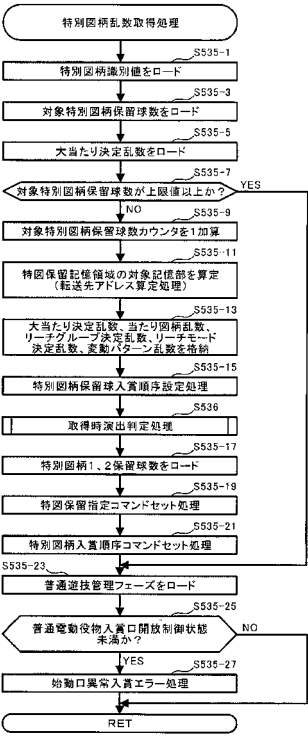 特別図柄乱数取得処理
S535-1
特別図柄識別値をロード
S535-3
対象特別図柄保留球数をロード
S535-5
大当たり決定乱数をロード
S535-7
対象特別図柄保留球数が上限値以上か?
YES
NO
S535-9
対象特別図柄保留球数カウンタを1加算
S535-11
特図保留記憶領域の対象記憶部を算定
(転送先アドレス算定処理)
S535-13
大当たり決定乱数、当たり図柄乱数、
リーチグループ決定乱数、リーチモード
決定乱数、変動パターン乱数を格納
S535-15
特別図柄保留球入賞順序設定処理
S536
取得時演出判定処理
S535-17
特別図柄1、2保留球数をロード
S535-19
特図保留指定コマンドセット処理
S535-21
特別図柄入賞順序コマンドセット処理
S535-23
普通遊技管理フェーズをロード
S535-25
普通電動役物入賞口開放制御状態
未満か?
NO
YES
S535-27
始動口異常入賞エラー処理
RET